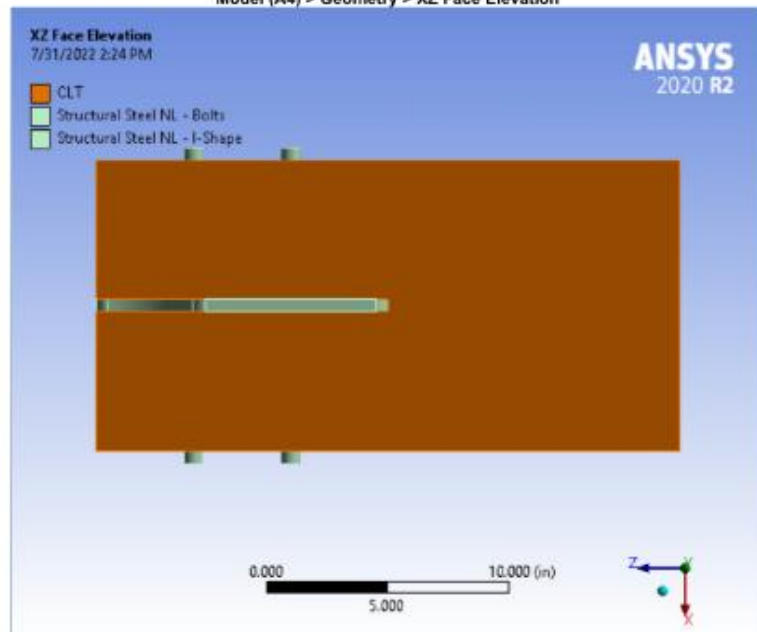 Model (A4) > Geometry > XZ Face Elevation
XZ Face Elevation
7/31/2022 2:24 PM
ANSYS
2020 R2
CLT
Structural Steel NL - Bolts
Structural Steel NL - I-Shape
0.000 10.000 (in)
5.000
Z
Y
X